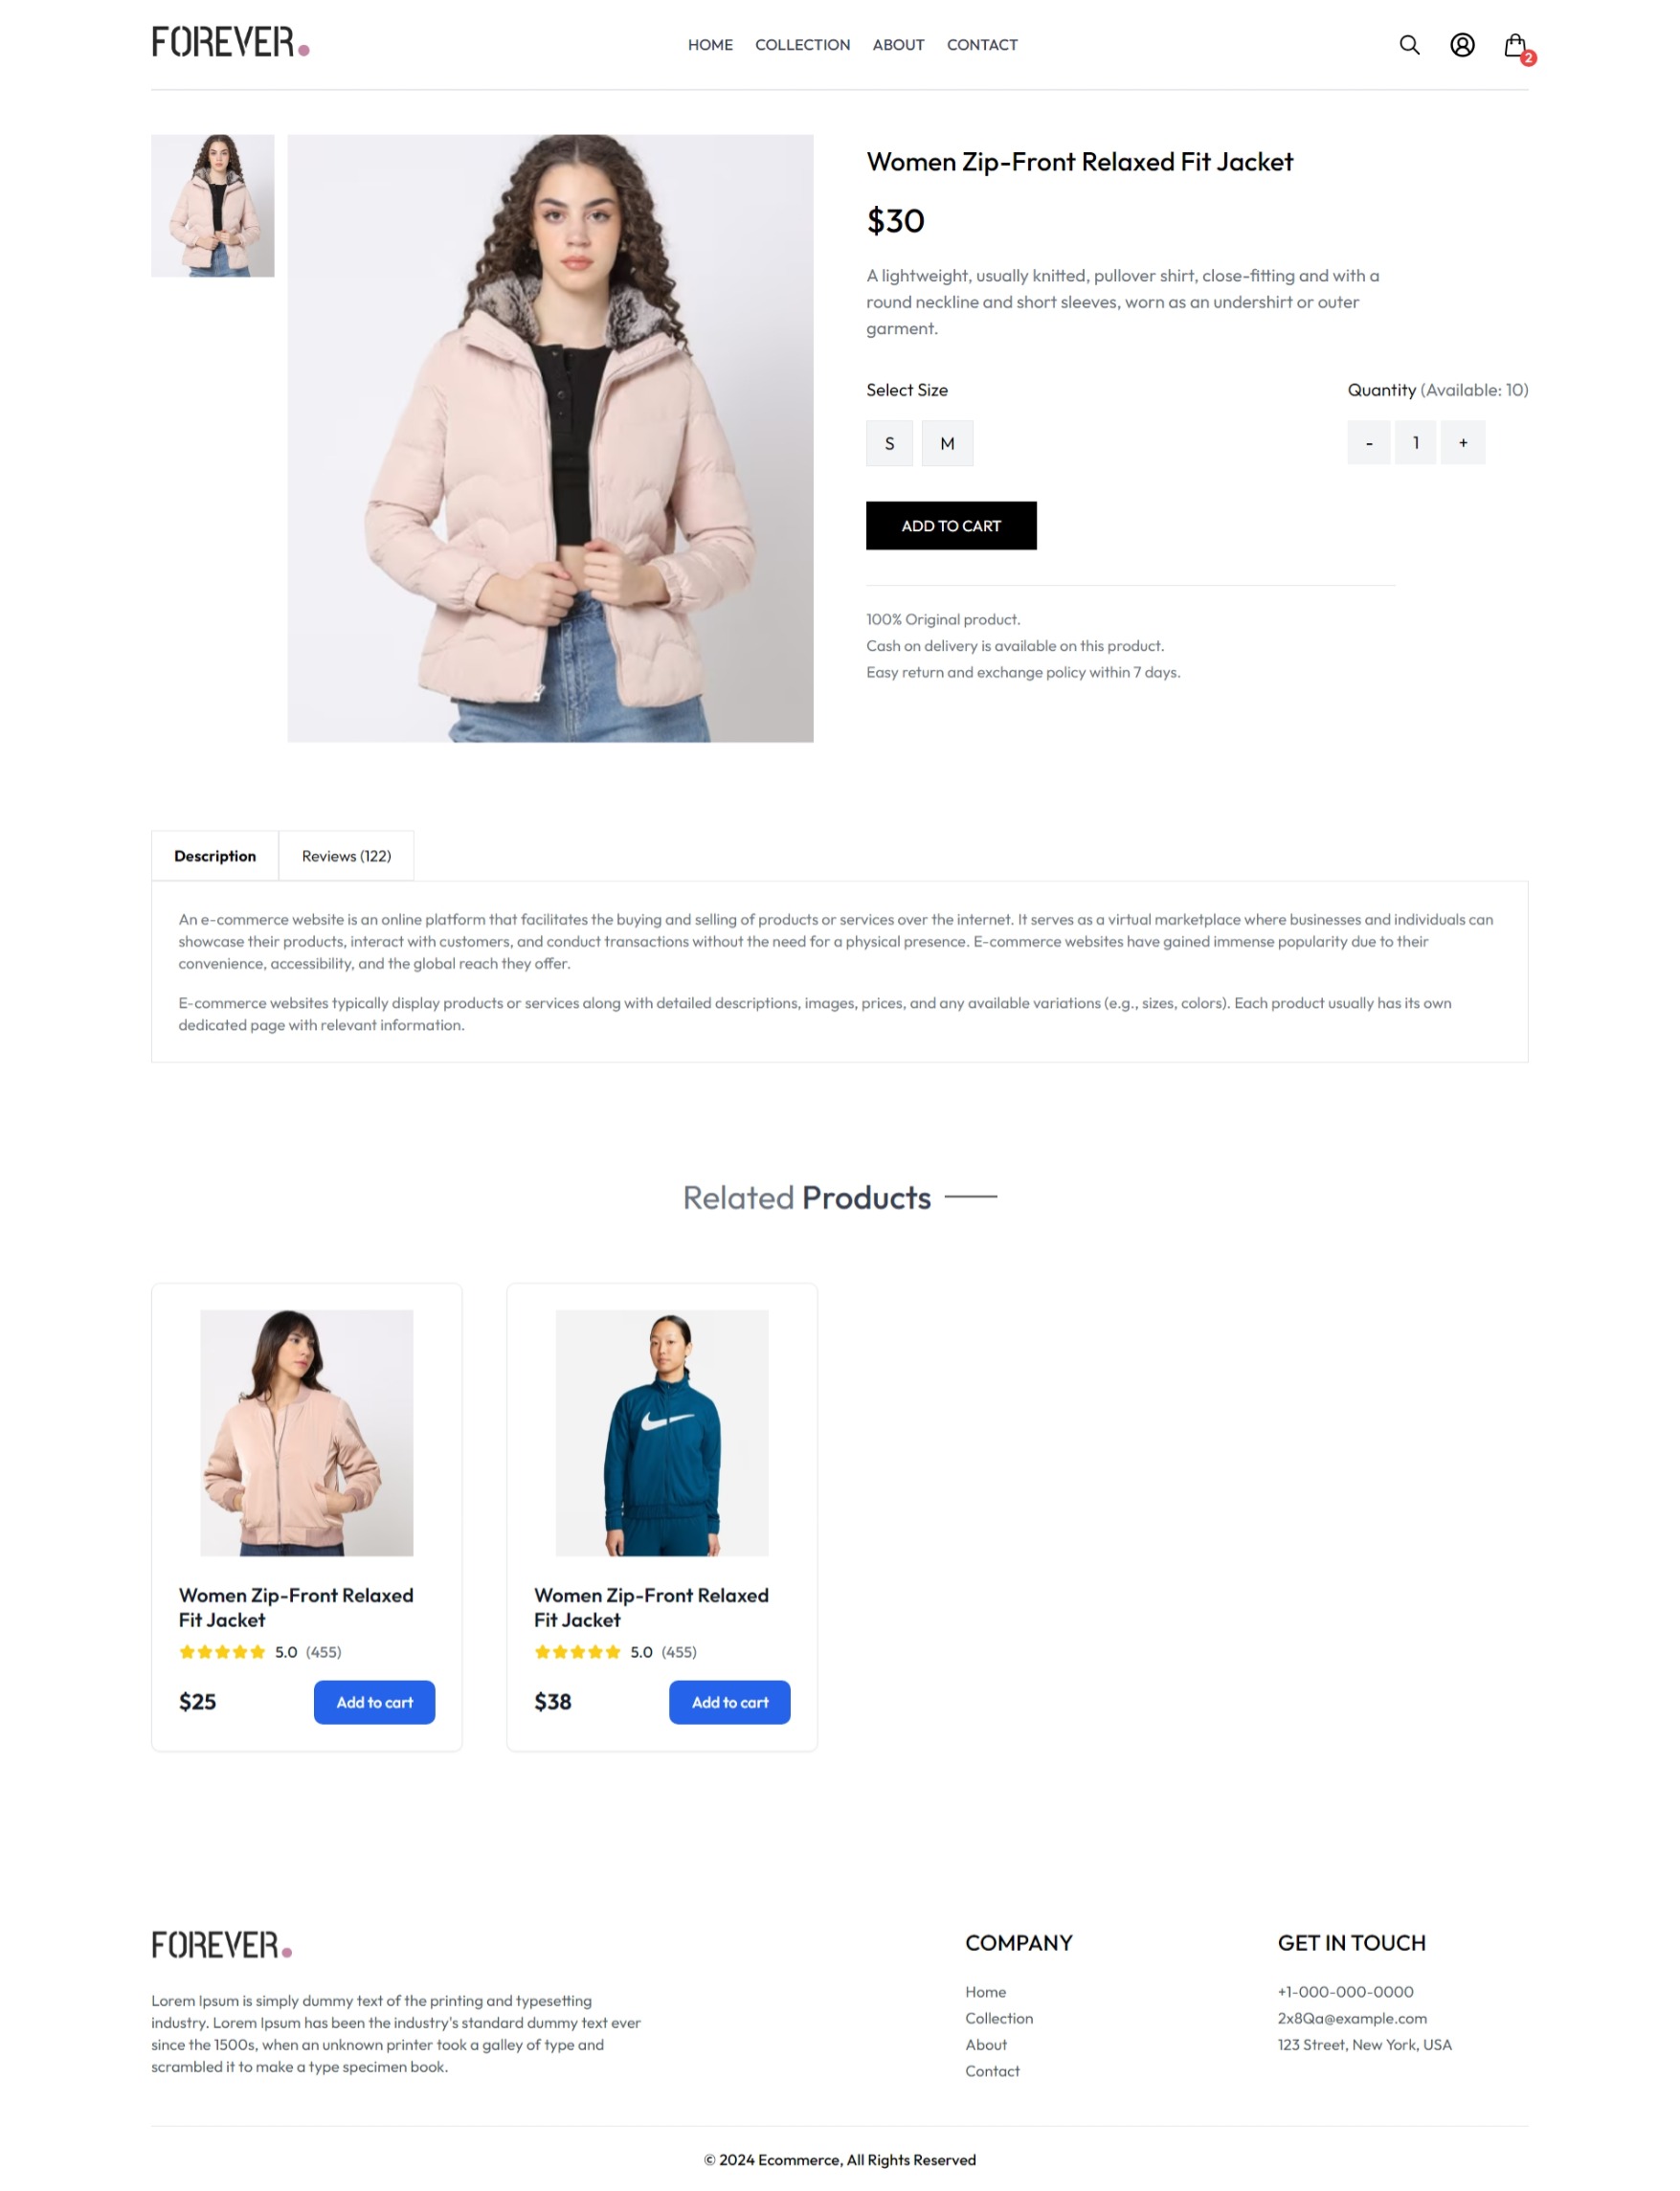 FOREVER.
HOME COLLECTION ABOUT CONTACT
2
Women Zip-Front Relaxed Fit Jacket
$30
A lightweight, usually knitted, pullover shirt, close-fitting and with a
round neckline and short sleeves, worn as an undershirt or outer
garment.
Select Size
S M
Quantity (Available: 10)
- 1 +
ADD TO CART
100% Original product.
Cash on delivery is available on this product.
Easy return and exchange policy within 7 days.
Description Reviews (122)
An e-commerce website is an online platform that facilitates the buying and selling of products or services over the internet. It serves as a virtual marketplace where businesses and individuals can
showcase their products, interact with customers, and conduct transactions without the need for a physical presence. E-commerce websites have gained immense popularity due to their
convenience, accessibility, and the global reach they offer.
E-commerce websites typically display products or services along with detailed descriptions, images, prices, and any available variations (e.g., sizes, colors). Each product usually has its own
dedicated page with relevant information.
Related Products
Women Zip-Front Relaxed
Fit Jacket
5.0 (455)
$25 Add to cart
Women Zip-Front Relaxed
Fit Jacket
5.0 (455)
$38 Add to cart
FOREVER.
Lorem Ipsum is simply dummy text of the printing and typesetting
industry. Lorem Ipsum has been the industry's standard dummy text ever
since the 1500s, when an unknown printer took a galley of type and
scrambled it to make a type specimen book.
COMPANY
Home
Collection
About
Contact
GET IN TOUCH
+1-000-000-0000
2x8Qa@example.com
123 Street, New York, USA
© 2024 Ecommerce, All Rights Reserved